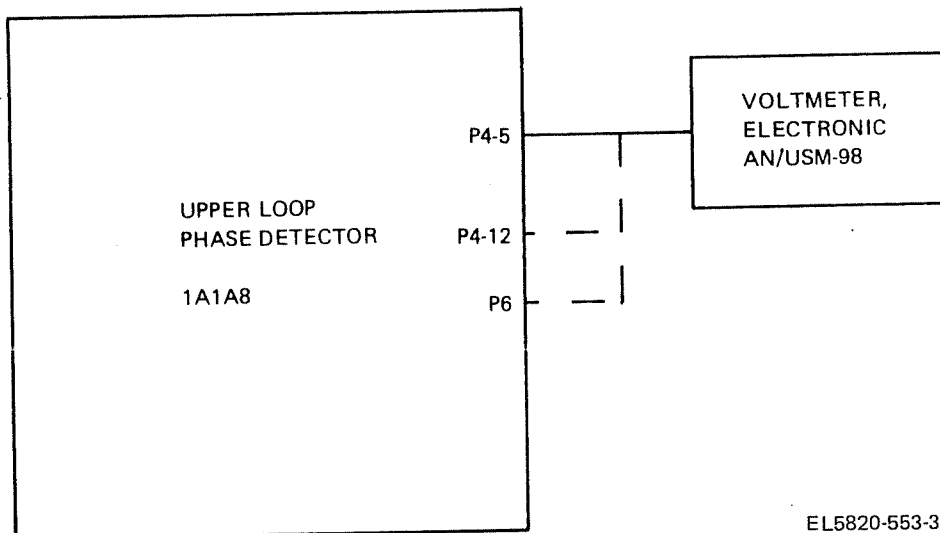 P4-5
VOLTMETER,
ELECTRONIC
AN/USM-98
UPPER LOOP
PHASE DETECTOR
P4-12
1A1A8
P6
EL5820-553-3